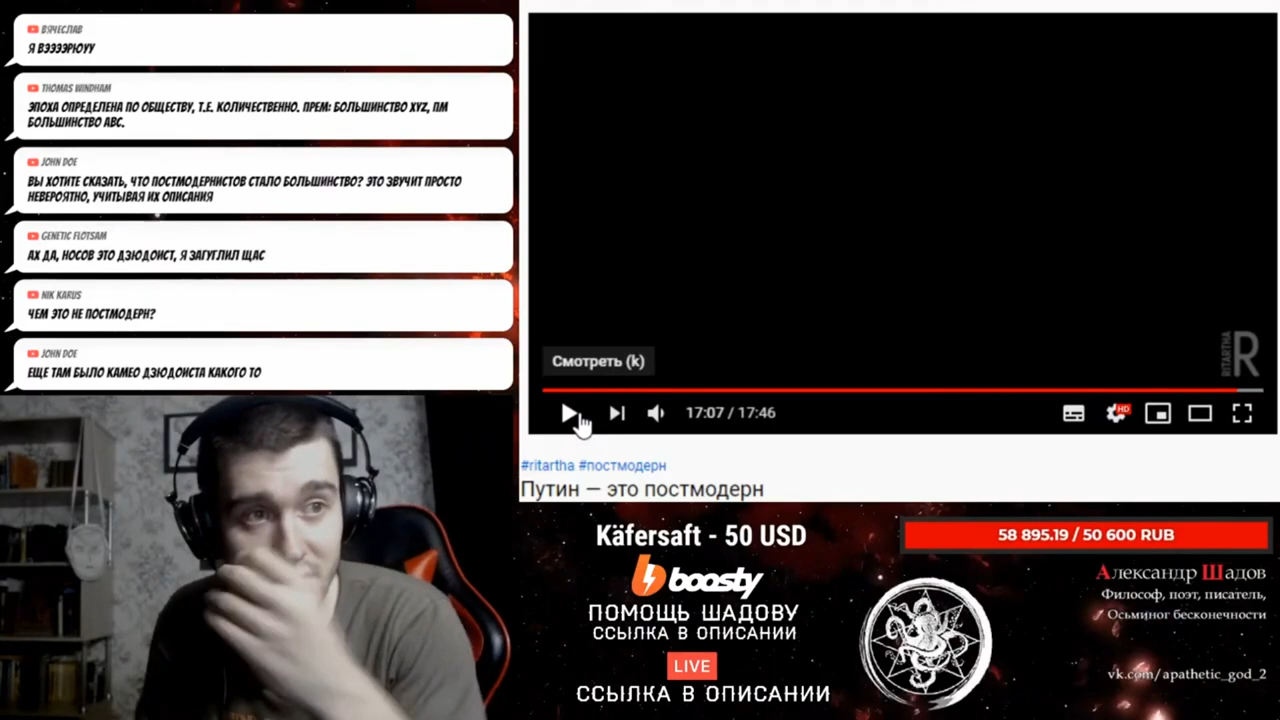 ВЯЧЕСЛАВ
Я ВЭЭЭЭРЮУУ
THOMAS WINDHAM
ЭПОХА ОПРЕДЕЛЕНА ПО ОБЩЕСТВУ, Т.Е. КОЛИЧЕСТВЕННО. ПРЕМ: БОЛЬШИНСТВО XYZ, ПМ
БОЛЬШИНСТВО ABC.
JOHN DOE
ВЫ ХОТИТЕ СКАЗАТЬ, ЧТО ПОСТМОДЕРНИСТОВ СТАЛО БОЛЬШИНСТВО? ЭТО ЗВУЧИТ ПРОСТО
НЕВЕРОЯТНО, УЧИТЫВАЯ ИХ ОПИСАНИЯ
GENETIC FLOTSAM
АХ ДА, НОСОВ ЭТО ДЗЮДОИСТ, Я ЗАГУГЛИЛ ЩАС
NIK KARUS
ЧЕМ ЭТО НЕ ПОСТМОДЕРН?
JOHN DOE
ЕЩЕ ТАМ БЫЛО КАМЕО ДЗЮДОИСТА КАКОГО ТО
Смотреть (k)
RITARTHA R
17:07 / 17:46
HD
#ritartha #постмодерн
Путин — это постмодерн
Käfersaft - 50 USD
boosty
ПОМОЩЬ ШАДОВУ
ССЫЛКА В ОПИСАНИИ
LIVE
ССЫЛКА В ОПИСАНИИ
58 895.19 / 50 600 RUB
Александр Шадов
Философ, поэт, писатель,
Осьминог бесконечности
vk.com/apathetic_god_2